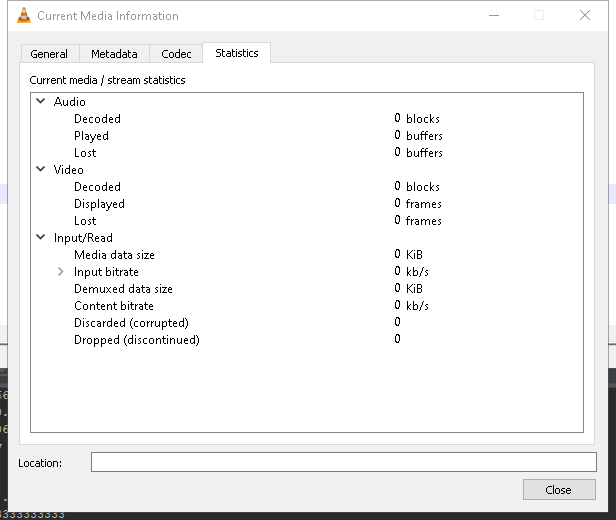 Current Media Information
General Metadata Codec Statistics
Current media / stream statistics
Audio
Decoded 0 blocks
Played 0 buffers
Lost 0 buffers
Video
Decoded 0 blocks
Displayed 0 frames
Lost 0 frames
Input/Read
Media data size 0 KiB
Input bitrate 0 kb/s
Demuxed data size 0 KiB
Content bitrate 0 kb/s
Discarded (corrupted) 0
Dropped (discontinued) 0
Location:
Close